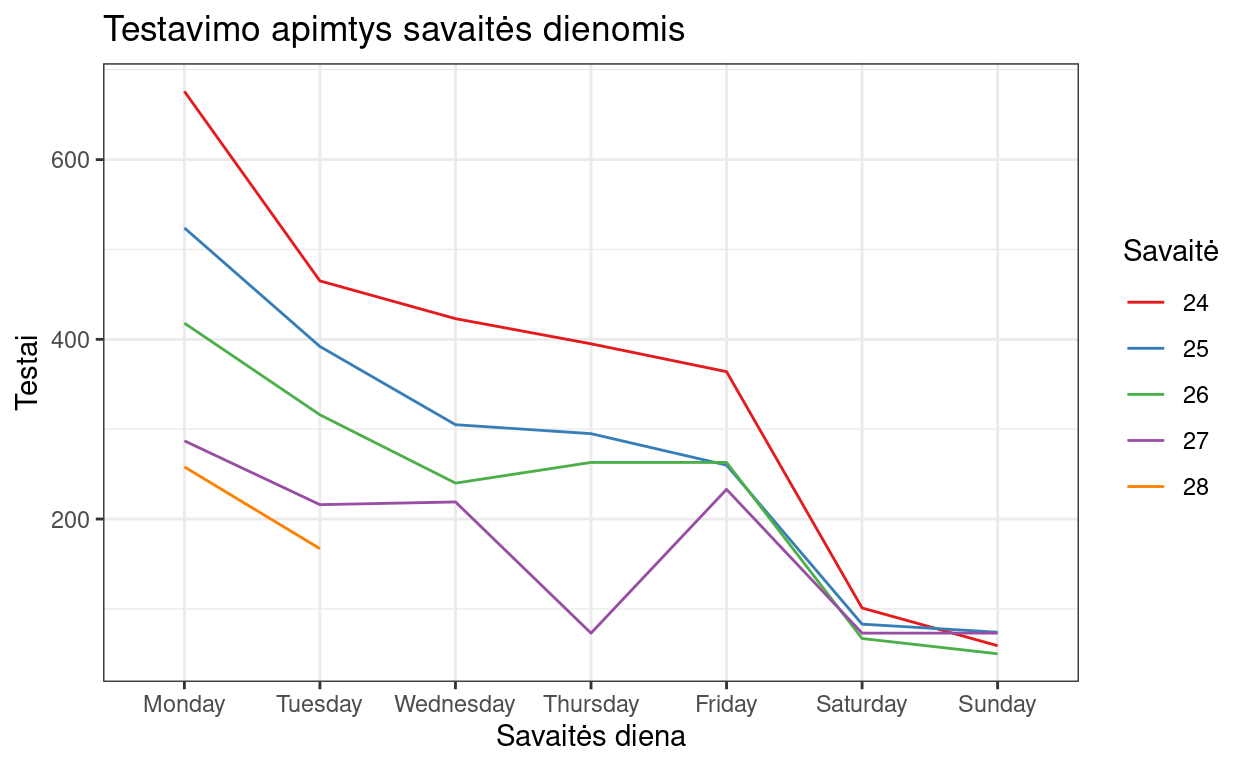 Testavimo apimtys savaitės dienomis
Testai
600
400
200
Monday Tuesday Wednesday Thursday Friday Saturday Sunday
Savaitės diena
Savaitė
24
25
26
27
28